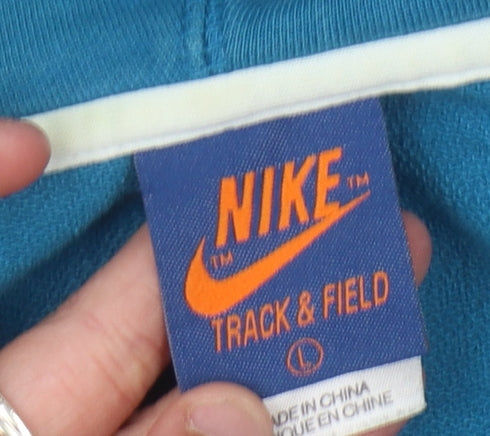 NIKE™
™
TRACK & FIELD
L
IN CHINA
EN CHINE